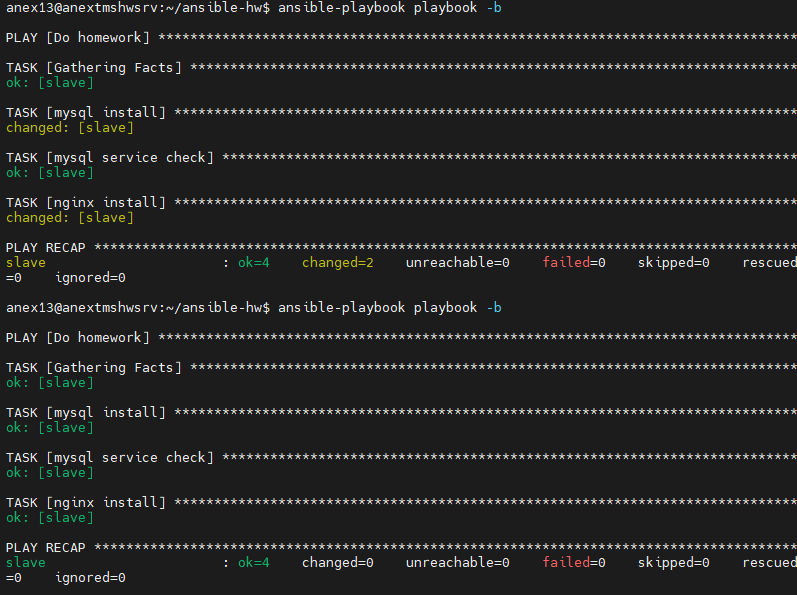 anex13@anextmshwsrv:~/ansible-hw$ ansible-playbook playbook -b
PLAY [Do homework] ********************************************************************************
TASK [Gathering Facts] ****************************************************************************
ok: [slave]
TASK [mysql install] ******************************************************************************
changed: [slave]
TASK [mysql service check] ************************************************************************
ok: [slave]
TASK [nginx install] ******************************************************************************
changed: [slave]
PLAY RECAP ****************************************************************************************
slave                      : ok=4    changed=2    unreachable=0    failed=0    skipped=0    rescued
=0    ignored=0
anex13@anextmshwsrv:~/ansible-hw$ ansible-playbook playbook -b
PLAY [Do homework] ********************************************************************************
TASK [Gathering Facts] ****************************************************************************
ok: [slave]
TASK [mysql install] ******************************************************************************
ok: [slave]
TASK [mysql service check] ************************************************************************
ok: [slave]
TASK [nginx install] ******************************************************************************
ok: [slave]
PLAY RECAP ****************************************************************************************
slave                      : ok=4    changed=0    unreachable=0    failed=0    skipped=0    rescued
=0    ignored=0